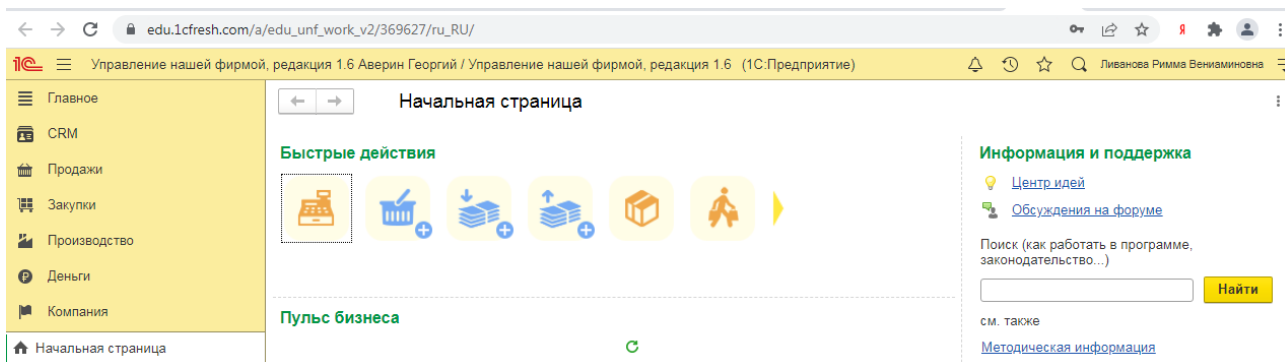 edu.1cfresh.com/a/edu_unf_work_v2/369627/ru_RU/
1С Управление нашей фирмой, редакция 1.6 Аверин Георгий / Управление нашей фирмой, редакция 1.6 (1С:Предприятие) Ливанова Римма Вениаминовна
Главное
Начальная страница
CRM
Продажи
Закупки
Производство
Деньги
Компания
Начальная страница
Быстрые действия
Пульс бизнеса
Информация и поддержка
Центр идей
Обсуждения на форуме
Поиск (как работать в программе,
законодательство...)
Найти
см. также
Методическая информация